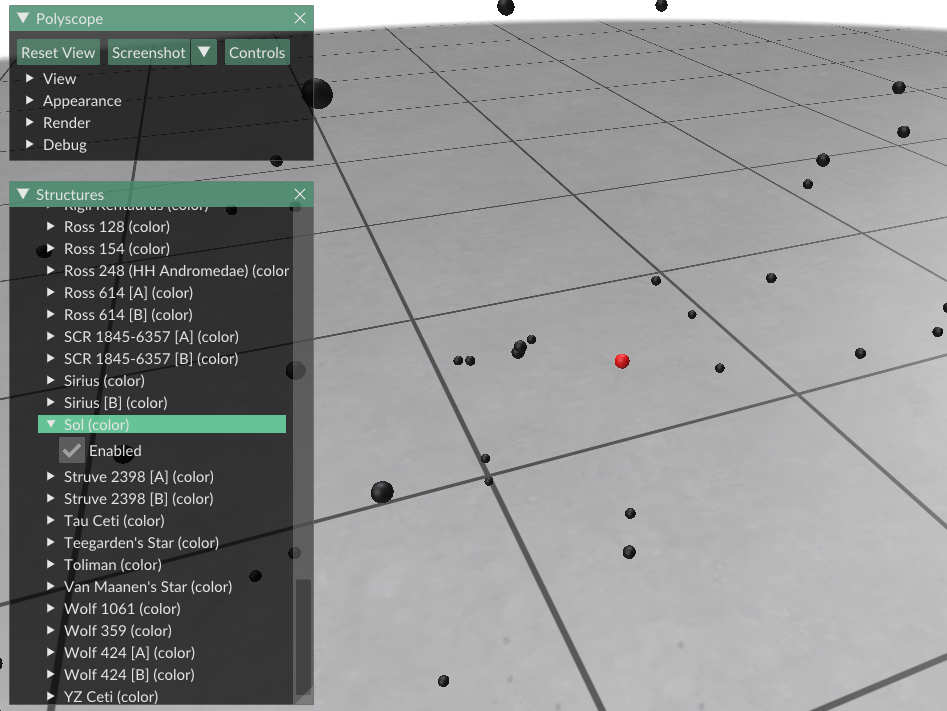 Polyscope
Reset View Screenshot Controls
View
Appearance
Render
Debug
Structures
Rigil Kentaurus (color)
Ross 128 (color)
Ross 154 (color)
Ross 248 (HH Andromedae) (color
Ross 614 [A] (color)
Ross 614 [B] (color)
SCR 1845-6357 [A] (color)
SCR 1845-6357 [B] (color)
Sirius (color)
Sirius [B] (color)
Sol (color)
Enabled
Struve 2398 [A] (color)
Struve 2398 [B] (color)
Tau Ceti (color)
Teegarden's Star (color)
Toliman (color)
Van Maanen's Star (color)
Wolf 1061 (color)
Wolf 359 (color)
Wolf 424 [A] (color)
Wolf 424 [B] (color)
YZ Ceti (color)